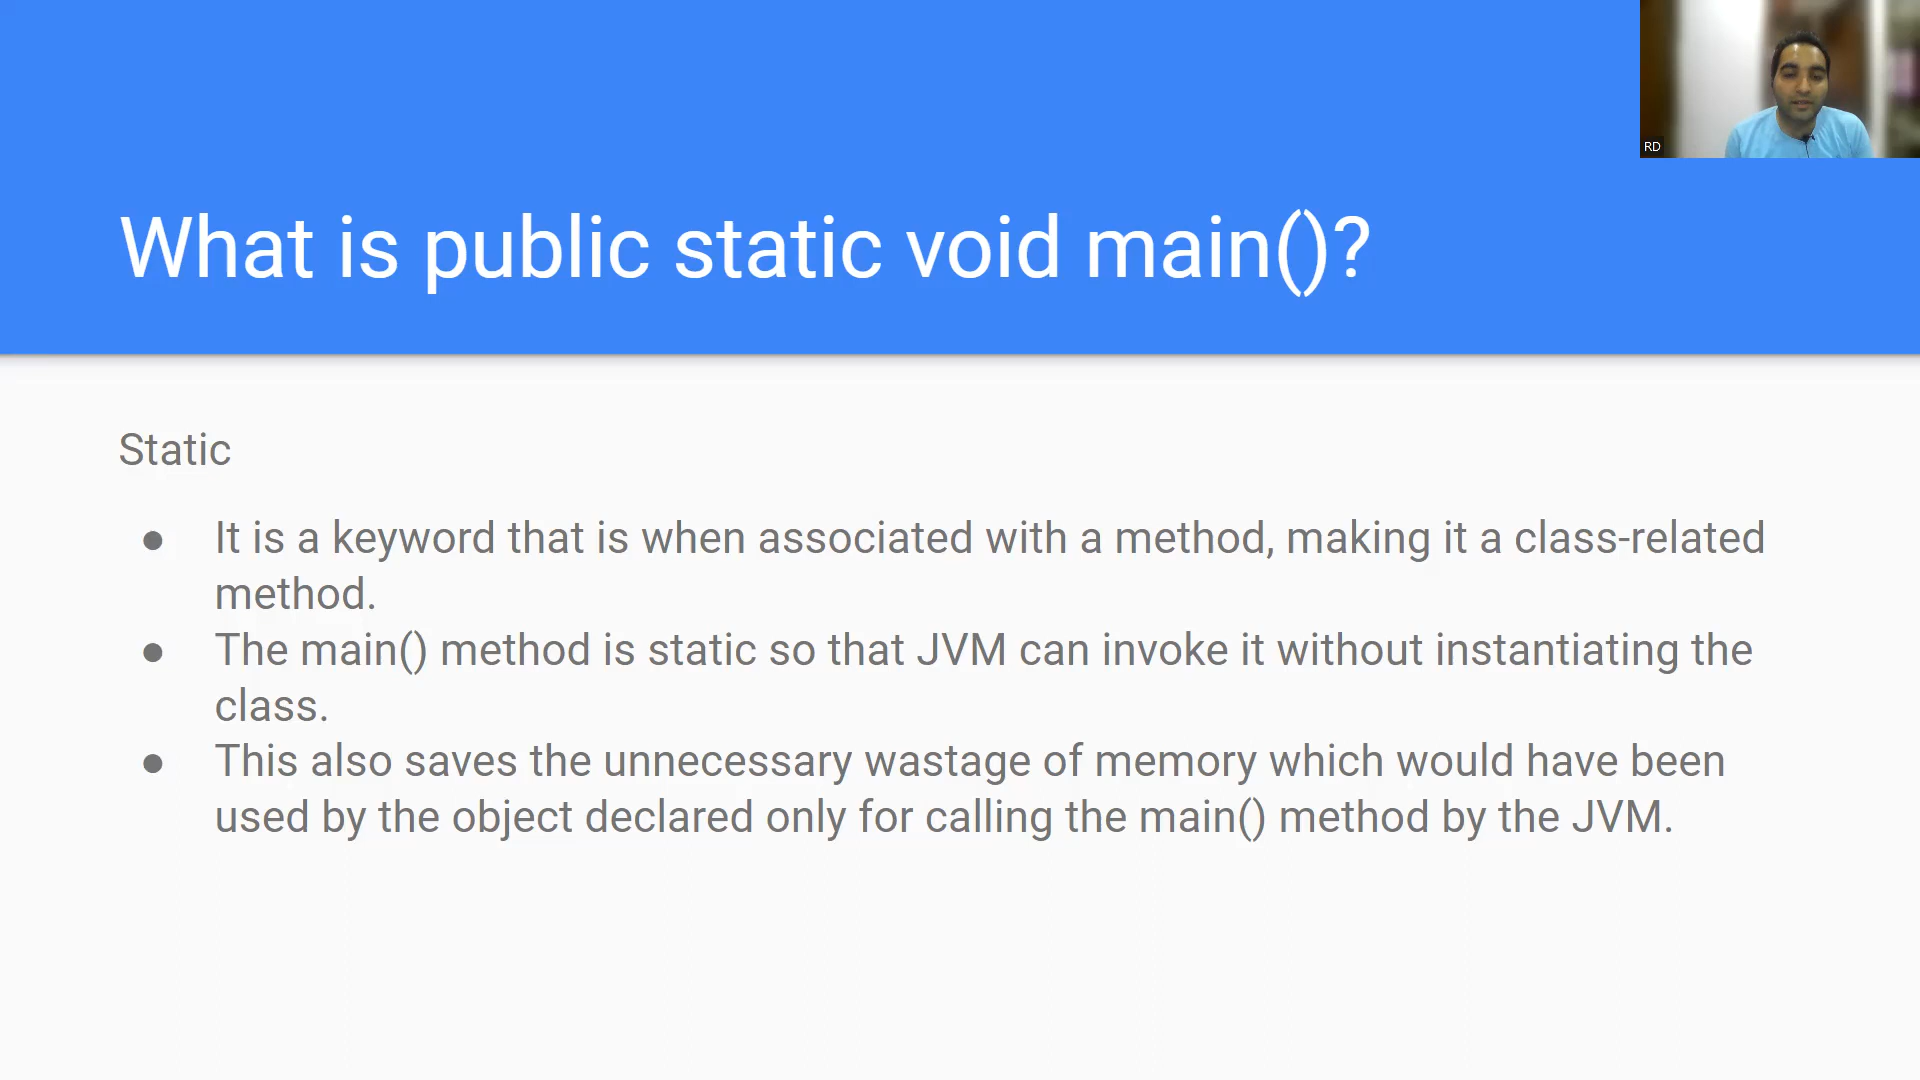 RD
What is public static void main()?
Static
● It is a keyword that is when associated with a method, making it a class-related
method.
● The main() method is static so that JVM can invoke it without instantiating the
class.
● This also saves the unnecessary wastage of memory which would have been
used by the object declared only for calling the main() method by the JVM.